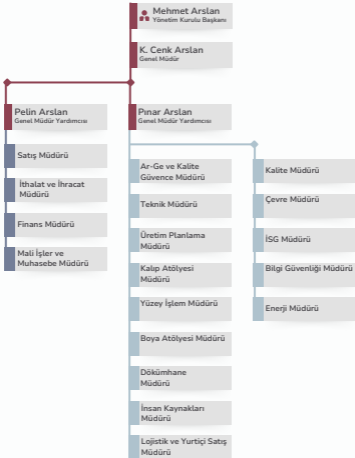 Mehmet Arslan
Yönetim Kurulu Başkanı
K. Cenk Arslan
Genel Müdür
Pelin Arslan
Genel Müdür Yardımcısı
Pınar Arslan
Genel Müdür Yardımcısı
Satış Müdürü
İthalat ve İhracat
Müdürü
Finans Müdürü
Mali İşler ve
Muhasebe Müdürü
Ar-Ge ve Kalite
Güvence Müdürü
Teknik Müdürü
Üretim Planlama
Müdürü
Kalıp Atölyesi
Müdürü
Yüzey İşlem Müdürü
Boya Atölyesi Müdürü
Dökümhane
Müdürü
İnsan Kaynakları
Müdürü
Lojistik ve Yurtiçi Satış
Müdürü
Kalite Müdürü
Çevre Müdürü
İSG Müdürü
Bilgi Güvenliği Müdürü
Enerji Müdürü